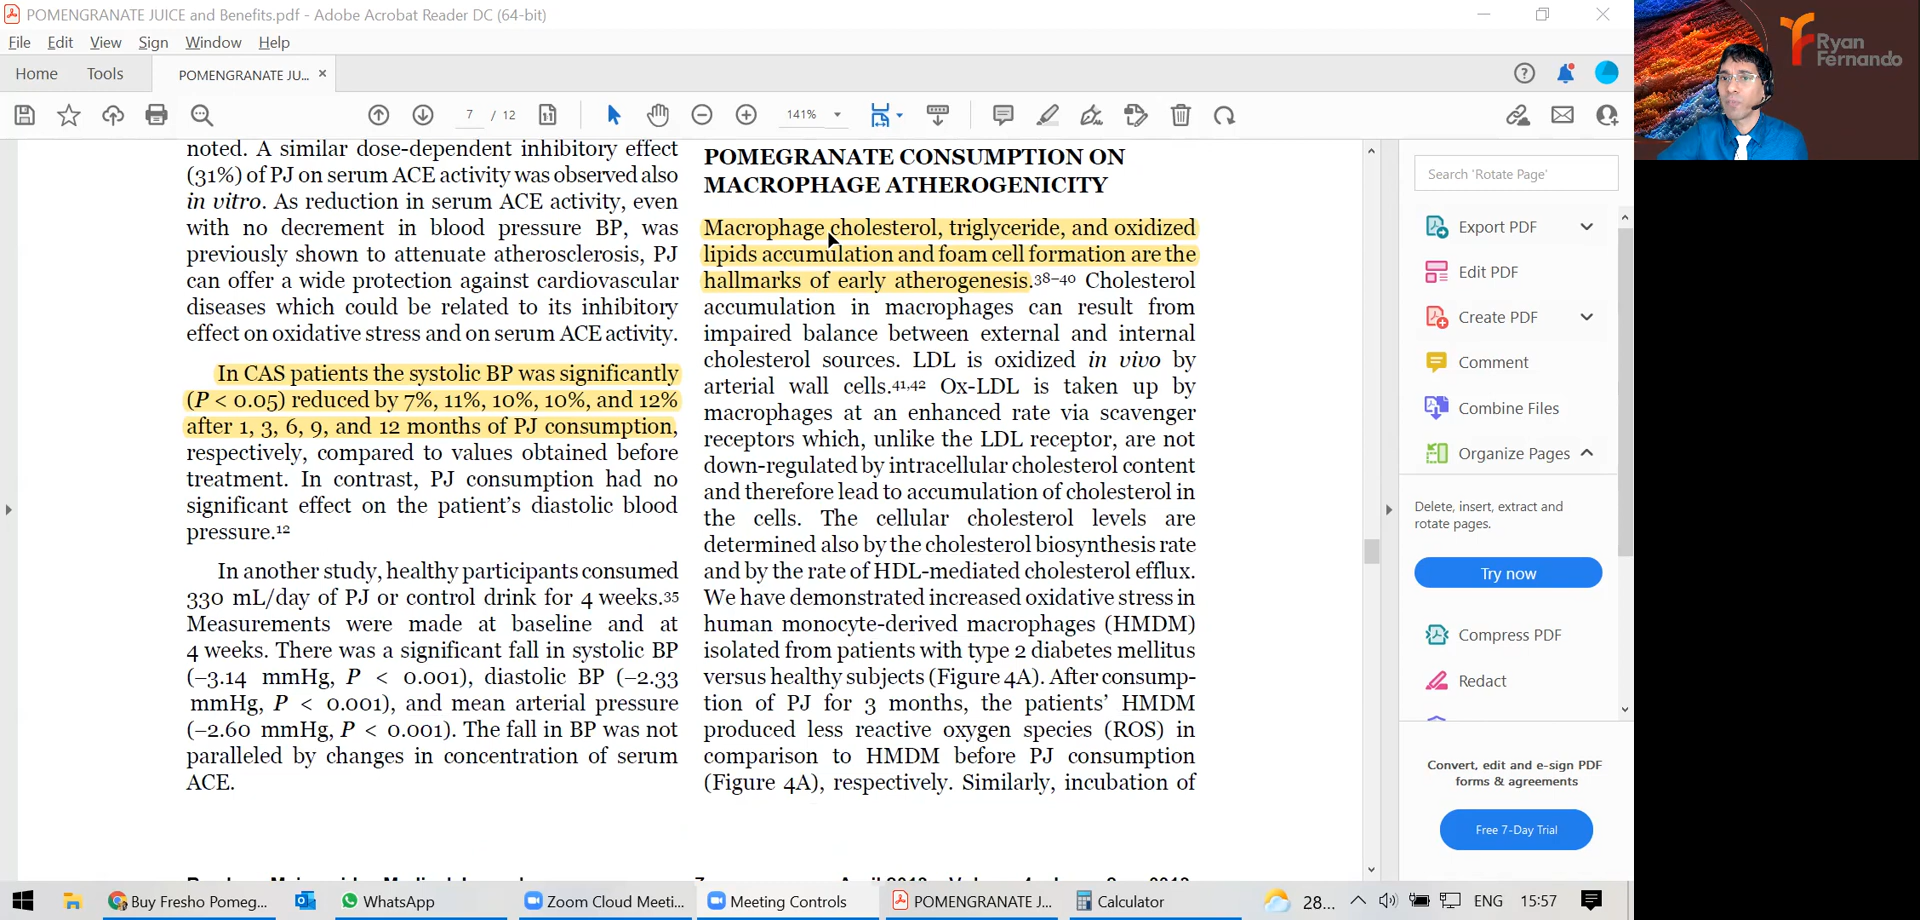 POMENGRANATE JUICE and Benefits.pdf - Adobe Acrobat Reader DC (64-bit)
File Edit View Sign Window Help
Home Tools POMENGRANATE JU... ×
7 / 12 141%
noted. A similar dose-dependent inhibitory effect
(31%) of PJ on serum ACE activity was observed also
in vitro. As reduction in serum ACE activity, even
with no decrement in blood pressure BP, was
previously shown to attenuate atherosclerosis, PJ
can offer a wide protection against cardiovascular
diseases which could be related to its inhibitory
effect on oxidative stress and on serum ACE activity.
In CAS patients the systolic BP was significantly
(P < 0.05) reduced by 7%, 11%, 10%, 10%, and 12%
after 1, 3, 6, 9, and 12 months of PJ consumption,
respectively, compared to values obtained before
treatment. In contrast, PJ consumption had no
significant effect on the patient's diastolic blood
pressure.12
In another study, healthy participants consumed
330 mL/day of PJ or control drink for 4 weeks.35
Measurements were made at baseline and at
4 weeks. There was a significant fall in systolic BP
(–3.14 mmHg, P < 0.001), diastolic BP (–2.33
mmHg, P < 0.001), and mean arterial pressure
(–2.60 mmHg, P < 0.001). The fall in BP was not
paralleled by changes in concentration of serum
ACE.
POMEGRANATE CONSUMPTION ON
MACROPHAGE ATHEROGENICITY
Macrophage cholesterol, triglyceride, and oxidized
lipids accumulation and foam cell formation are the
hallmarks of early atherogenesis.38–40 Cholesterol
accumulation in macrophages can result from
impaired balance between external and internal
cholesterol sources. LDL is oxidized in vivo by
arterial wall cells.41,42 Ox-LDL is taken up by
macrophages at an enhanced rate via scavenger
receptors which, unlike the LDL receptor, are not
down-regulated by intracellular cholesterol content
and therefore lead to accumulation of cholesterol in
the cells. The cellular cholesterol levels are
determined also by the cholesterol biosynthesis rate
and by the rate of HDL-mediated cholesterol efflux.
We have demonstrated increased oxidative stress in
human monocyte-derived macrophages (HMDM)
isolated from patients with type 2 diabetes mellitus
versus healthy subjects (Figure 4A). After consump-
tion of PJ for 3 months, the patients' HMDM
produced less reactive oxygen species (ROS) in
comparison to HMDM before PJ consumption
(Figure 4A), respectively. Similarly, incubation of
Search 'Rotate Page'
Export PDF
Edit PDF
Create PDF
Comment
Combine Files
Organize Pages
Delete, insert, extract and
rotate pages.
Try now
Compress PDF
Redact
Convert, edit and e-sign PDF
forms & agreements
Free 7-Day Trial
Ryan
Fernando
Buy Fresho Pomeg... WhatsApp Zoom Cloud Meeti... Meeting Controls POMENGRANATE J... Calculator 28... ENG 15:57